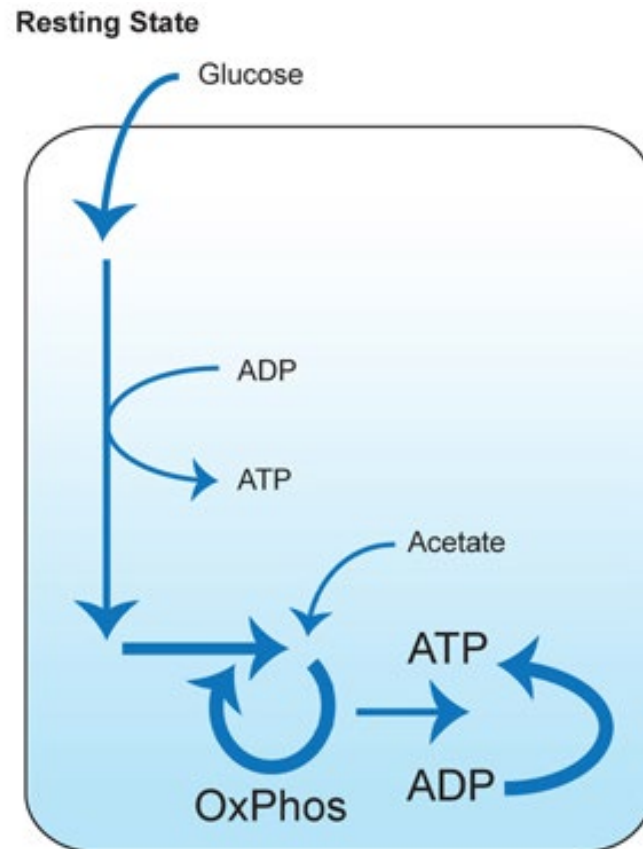 Resting State
Glucose
ADP
ATP
Acetate
ATP
ADP
OxPhos